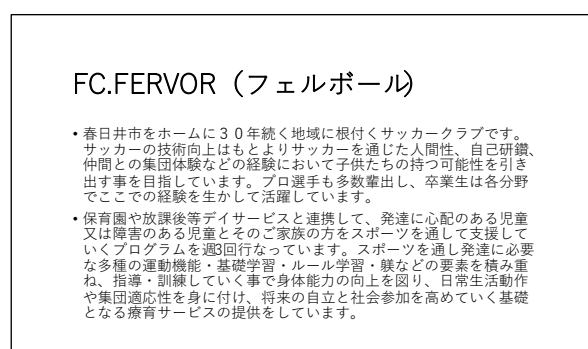 FC.FERVOR（フェルボール）
• 春日井市をホームに３０年続く地域に根付くサッカークラブです。
サッカーの技術向上はもとよりサッカーを通じた人間性、自己研鑽、
仲間との集団体験などの経験において子供たちの持つ可能性を引き
出す事を目指しています。プロ選手も多数輩出し、卒業生は各分野
でここでの経験を生かして活躍しています。
• 保育園や放課後等デイサービスと連携して、発達に心配のある児童
又は障害のある児童とそのご家族の方をスポーツを通して支援して
いくプログラムを週3回行なっています。スポーツを通し発達に必要
な多種の運動機能・基礎学習・ルール学習・躾などの要素を積み重
ね、指導・訓練していく事で身体能力の向上を図り、日常生活動作
や集団適応性を身に付け、将来の自立と社会参加を高めていく基礎
となる療育サービスの提供をしています。